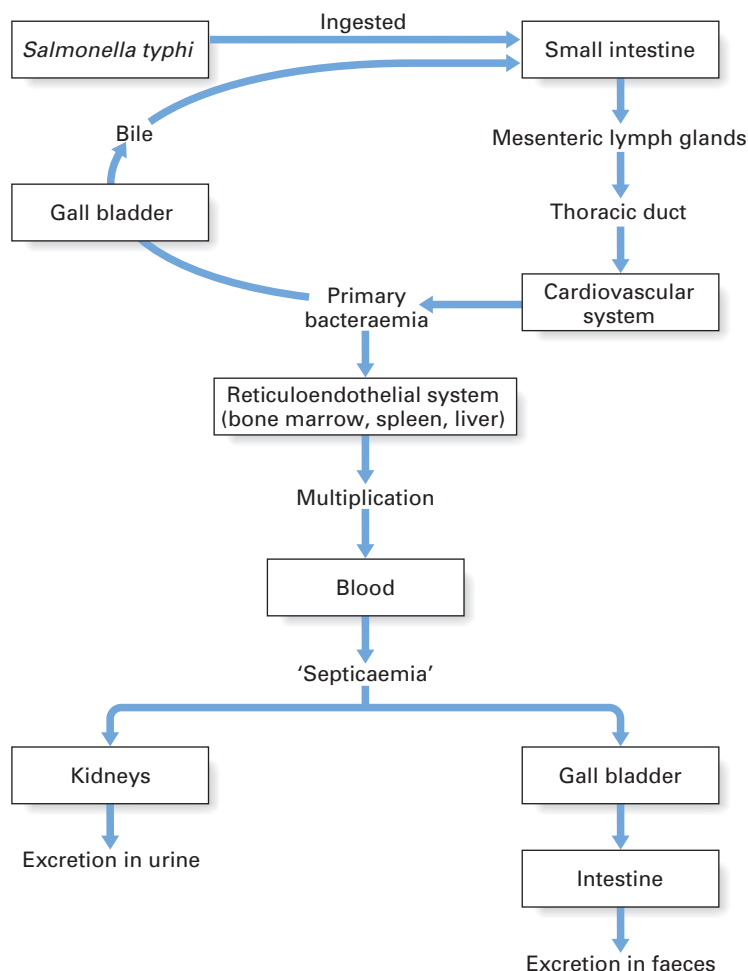 Ingested
Salmonella typhi
Small intestine
Bile
Mesenteric lymph glands
Gall bladder
Thoracic duct
Primary
bacteraemia
Cardiovascular
system
Reticuloendothelial system
(bone marrow, spleen, liver)
Multiplication
Blood
‘Septicaemia’
Kidneys
Gall bladder
Excretion in urine
Intestine
Excretion in faeces